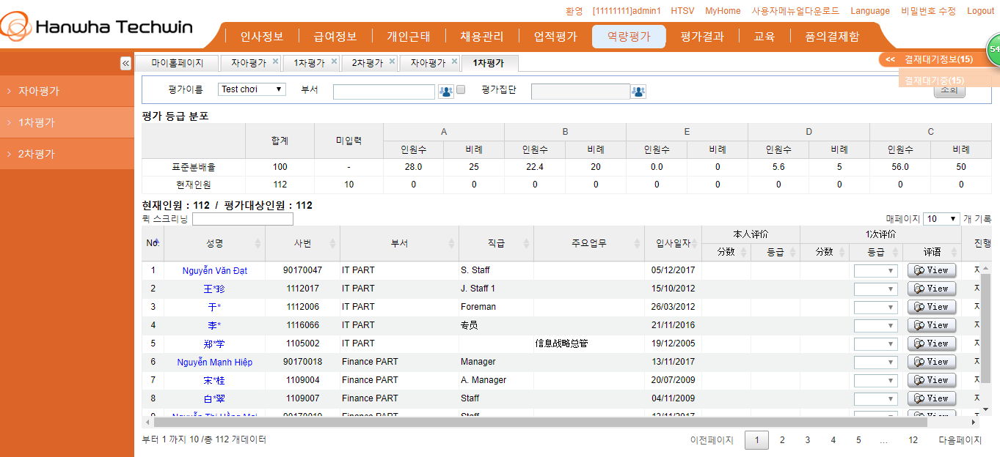 환영 [11111111]admin1 HTSV MyHome 사용자메뉴얼다운로드 Language 비밀번호 수정 Logout
Hanwha Techwin
인사정보 급여정보 개인근태 채용관리 업적평가 역량평가 평가결과 교육 품의결제함
54
« 마이홈페이지 자아평가 × 1차평가 × 2차평가 × 자아평가 × 1차평가
<< 결재대기정보(15)
결재대기중(15)
> 자아평가
> 1차평가
> 2차평가
평가이름 Test chơi 부서 평가집단 조회
평가 등급 분포
합계 미입력 A B E D C
인원수 비례 인원수 비례 인원수 비례 인원수 비례 인원수 비례
표준분배율 100 - 28.0 25 22.4 20 0.0 0 5.6 5 56.0 50
현재인원 112 10 0 0 0 0 0 0 0 0 0 0
현재인원 : 112 / 평가대상인원 : 112
퀵 스크리닝 매페이지 10 개 기록
No. 성명 사번 부서 직급 주요업무 입사일자 本人评价 1次评价 진행
分数 등급 分数 등급 评语
1 Nguyễn Văn Đạt 90170047 IT PART S. Staff 05/12/2017 View
2 王*珍 1112017 IT PART J. Staff 1 15/10/2012 View
3 于* 1112006 IT PART Foreman 26/03/2012 View
4 李* 1116066 IT PART 专员 21/11/2016 View
5 郑*学 1105002 IT PART 信息战略总管 19/12/2005 View
6 Nguyễn Mạnh Hiệp 90170018 Finance PART Manager 13/11/2017 View
7 宋*桂 1109004 Finance PART A. Manager 20/07/2009 View
8 白*翠 1109007 Finance PART Staff 04/11/2009 View
9 Nguyễn Thị Hồng Mai 90170019 Finance PART Staff 13/11/2017 View
부터 1 까지 10 /총 112 개데이터
이전페이지 1 2 3 4 5 ... 12 다음페이지